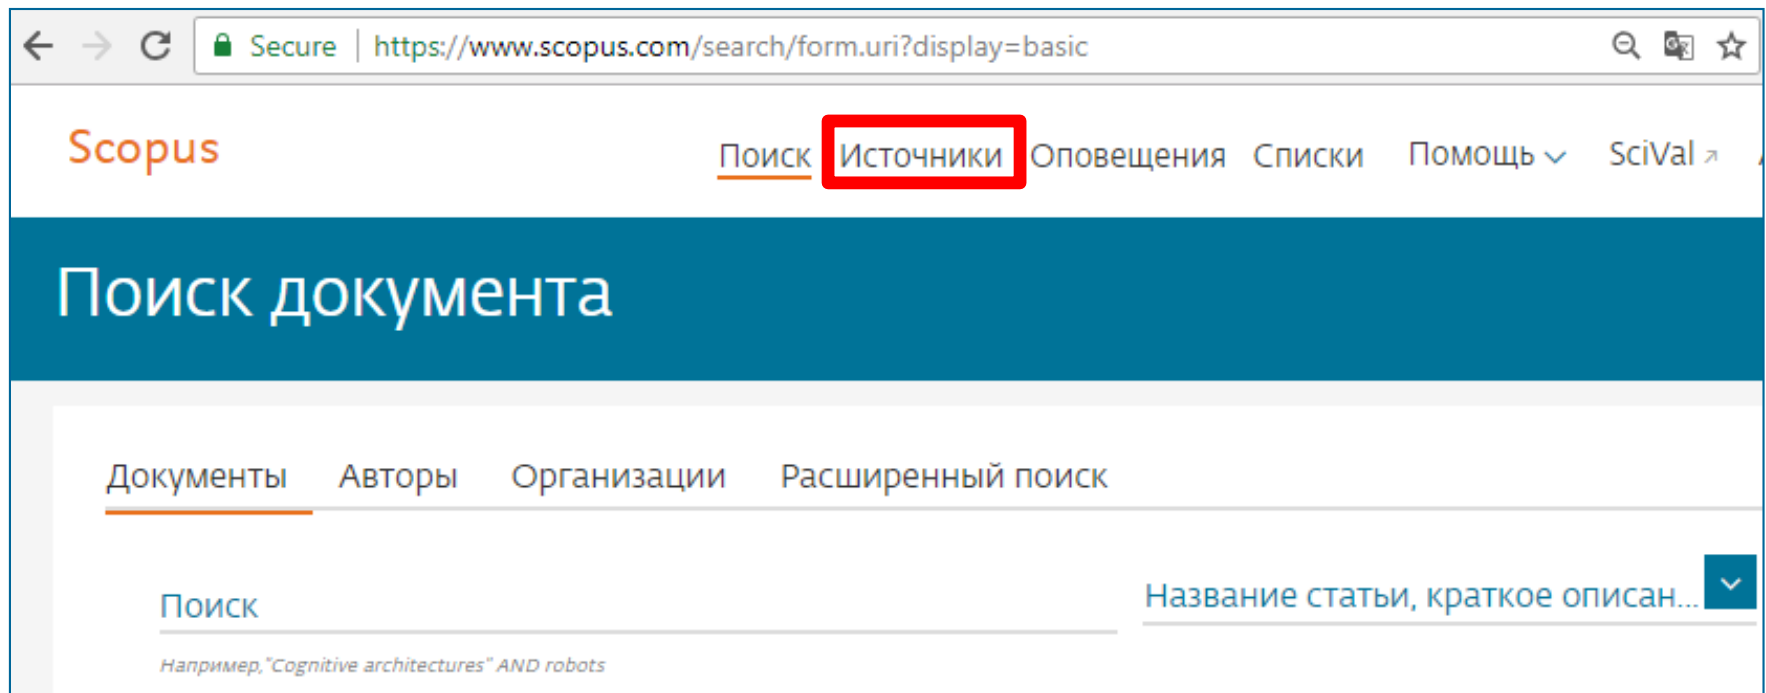 Secure | https://www.scopus.com/search/form.uri?display=basic
Scopus Поиск Источники Оповещения Списки Помощь SciVal
Поиск документа
Документы Авторы Организации Расширенный поиск
Поиск Название статьи, краткое описан...
Например,"Cognitive architectures" AND robots